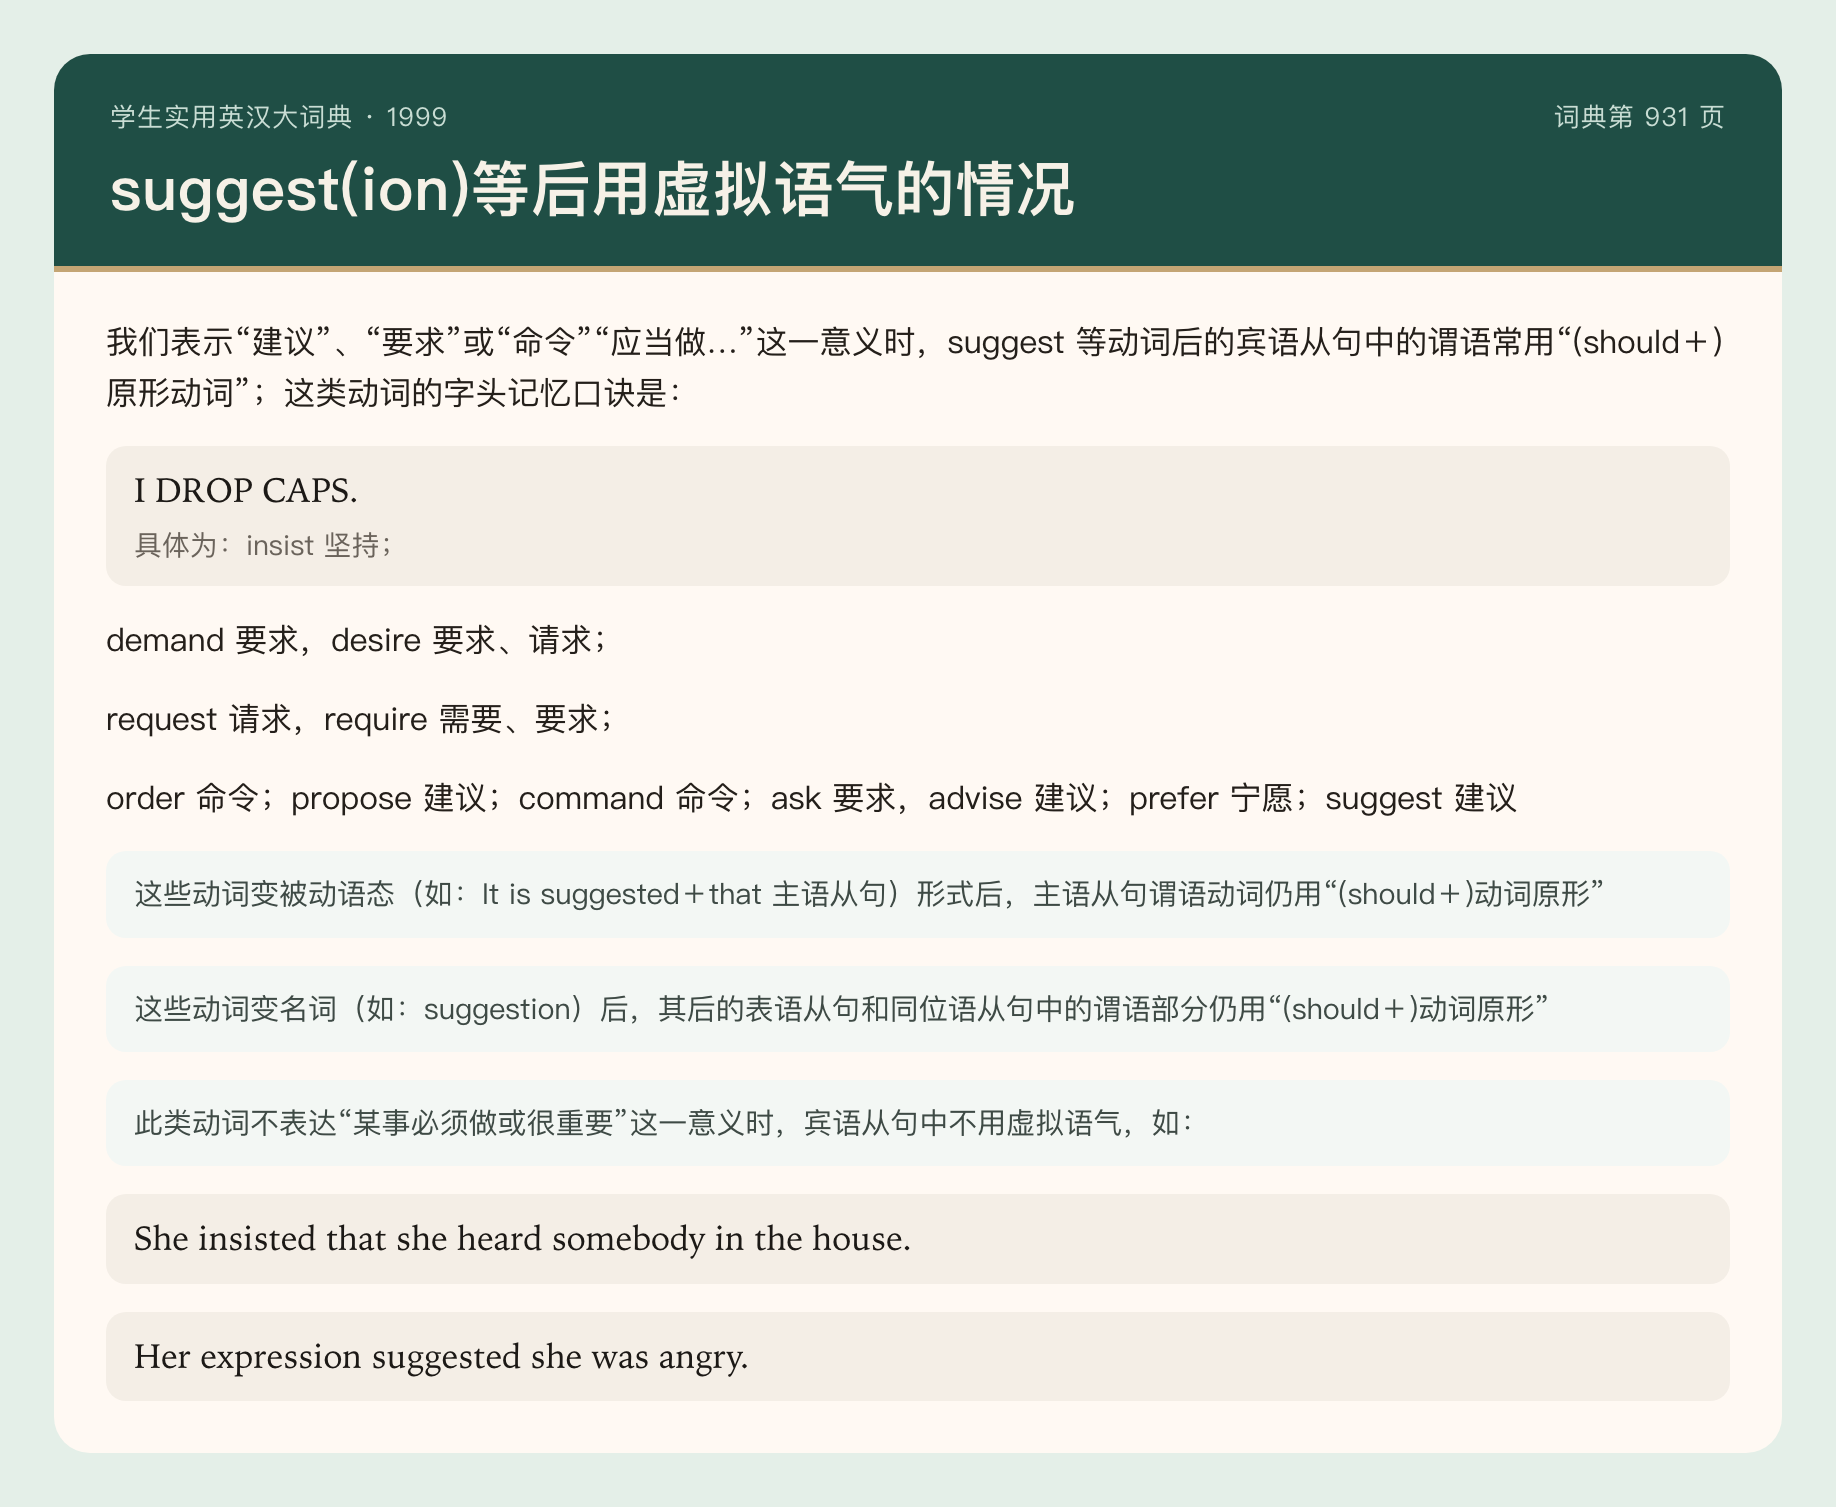 学生实用英汉大词典 · 1999
词典第 931 页
suggest(ion)等后用虚拟语气的情况
我们表示“建议”、“要求”或“命令”“应当做…”这一意义时，suggest 等动词后的宾语从句中的谓语常用“(should＋)
原形动词”；这类动词的字头记忆口诀是：
I DROP CAPS.
具体为：insist 坚持；
demand 要求，desire 要求、请求；
request 请求，require 需要、要求；
order 命令；propose 建议；command 命令；ask 要求，advise 建议；prefer 宁愿；suggest 建议
这些动词变被动语态（如：It is suggested＋that 主语从句）形式后，主语从句谓语动词仍用“(should＋)动词原形”
这些动词变名词（如：suggestion）后，其后的表语从句和同位语从句中的谓语部分仍用“(should＋)动词原形”
此类动词不表达“某事必须做或很重要”这一意义时，宾语从句中不用虚拟语气，如：
She insisted that she heard somebody in the house.
Her expression suggested she was angry.